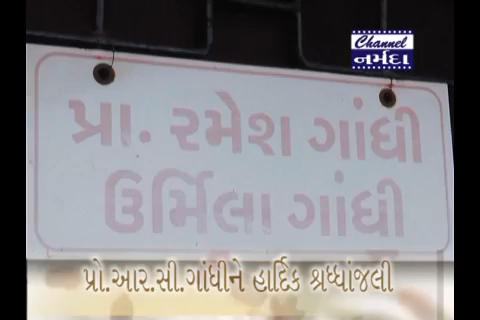 Channel
નર્મદા
પ્રા. રમેશ ગાંધી
ઉર્મિલા ગાંધી
પ્રો.આર.સી.ગાંધીને હાર્દિક શ્રધ્ધાંજલી